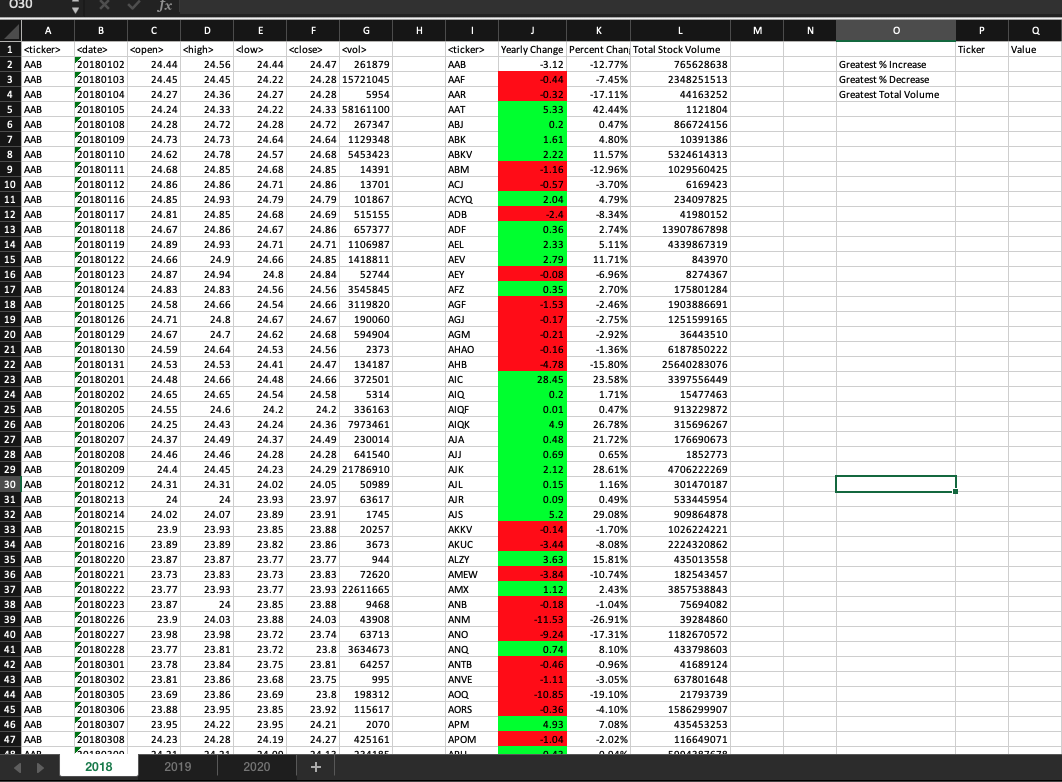 O30 fx
A B C D E F G H I J K L M N O P Q
1 <ticker> <date> <open> <high> <low> <close> <vol> <ticker> Yearly Change Percent Chan Total Stock Volume Ticker Value
2 AAB 20180102 24.44 24.56 24.44 24.47 261879 AAB -3.12 -12.77% 765628638 Greatest % Increase
3 AAB 20180103 24.45 24.45 24.22 24.28 15721045 AAF -0.44 -7.45% 2348251513 Greatest % Decrease
4 AAB 20180104 24.27 24.36 24.27 24.28 5954 AAR -0.32 -17.11% 44163252 Greatest Total Volume
5 AAB 20180105 24.24 24.33 24.22 24.33 58161100 AAT 5.33 42.44% 1121804
6 AAB 20180108 24.28 24.72 24.28 24.72 267347 ABJ 0.2 0.47% 866724156
7 AAB 20180109 24.73 24.73 24.64 24.64 1129348 ABK 1.61 4.80% 10391386
8 AAB 20180110 24.62 24.78 24.57 24.68 5453423 ABKV 2.22 11.57% 5324614313
9 AAB 20180111 24.68 24.85 24.68 24.85 14391 ABM -1.16 -12.96% 1029560425
10 AAB 20180112 24.86 24.86 24.71 24.86 13701 ACJ -0.57 -3.70% 6169423
11 AAB 20180116 24.85 24.93 24.79 24.79 101867 ACYQ 2.04 4.79% 234097825
12 AAB 20180117 24.81 24.85 24.68 24.69 515155 ADB -2.4 -8.34% 41980152
13 AAB 20180118 24.67 24.86 24.67 24.86 657377 ADF 0.36 2.74% 13907867898
14 AAB 20180119 24.89 24.93 24.71 24.71 1106987 AEL 2.33 5.11% 4339867319
15 AAB 20180122 24.66 24.9 24.66 24.85 1418811 AEV 2.79 11.71% 843970
16 AAB 20180123 24.87 24.94 24.8 24.84 52744 AEY -0.08 -6.96% 8274367
17 AAB 20180124 24.83 24.83 24.56 24.56 3545845 AFZ 0.35 2.70% 175801284
18 AAB 20180125 24.58 24.66 24.54 24.66 3119820 AGF -1.53 -2.46% 1903886691
19 AAB 20180126 24.71 24.8 24.67 24.67 190060 AGJ -0.17 -2.75% 1251599165
20 AAB 20180129 24.67 24.7 24.62 24.68 594904 AGM -0.21 -2.92% 36443510
21 AAB 20180130 24.59 24.64 24.53 24.56 2373 AHAO -0.16 -1.36% 6187850222
22 AAB 20180131 24.53 24.53 24.41 24.47 134187 AHB -4.78 -15.80% 25640283076
23 AAB 20180201 24.48 24.66 24.48 24.66 372501 AIC 28.45 23.58% 3397556449
24 AAB 20180202 24.65 24.65 24.54 24.58 5314 AIQ 0.2 1.71% 15477463
25 AAB 20180205 24.55 24.6 24.2 24.2 336163 AIQF 0.01 0.47% 913229872
26 AAB 20180206 24.25 24.43 24.24 24.36 7973461 AIQK 4.9 26.78% 315696267
27 AAB 20180207 24.37 24.49 24.37 24.49 230014 AJA 0.48 21.72% 176690673
28 AAB 20180208 24.46 24.46 24.28 24.28 641540 AJJ 0.69 0.65% 1852773
29 AAB 20180209 24.4 24.45 24.23 24.29 21786910 AJK 2.12 28.61% 4706222269
30 AAB 20180212 24.31 24.31 24.02 24.05 50989 AJL 0.15 1.16% 301470187
31 AAB 20180213 24 24 23.93 23.97 63617 AJR 0.09 0.49% 533445954
32 AAB 20180214 24.02 24.07 23.89 23.91 1745 AJS 5.2 29.08% 909864878
33 AAB 20180215 23.9 23.93 23.85 23.88 20257 AKKV -0.14 -1.70% 1026224221
34 AAB 20180216 23.89 23.89 23.82 23.86 3673 AKUC -3.44 -8.08% 2224320862
35 AAB 20180220 23.87 23.87 23.77 23.77 944 ALZY 3.63 15.81% 435013558
36 AAB 20180221 23.73 23.83 23.73 23.83 72620 AMEW -3.84 -10.74% 182543457
37 AAB 20180222 23.77 23.93 23.77 23.93 22611665 AMX 1.12 2.43% 3857538843
38 AAB 20180223 23.87 24 23.85 23.88 9468 ANB -0.18 -1.04% 75694082
39 AAB 20180226 23.9 24.03 23.88 24.03 43908 ANM -11.53 -26.91% 39284860
40 AAB 20180227 23.98 23.98 23.72 23.74 63713 ANO -9.24 -17.31% 1182670572
41 AAB 20180228 23.77 23.81 23.72 23.8 3634673 ANQ 0.74 8.10% 433798603
42 AAB 20180301 23.78 23.84 23.75 23.81 64257 ANTB -0.46 -0.96% 41689124
43 AAB 20180302 23.81 23.86 23.68 23.75 995 ANVE -1.11 -3.05% 637801648
44 AAB 20180305 23.69 23.86 23.69 23.8 198312 AOQ -10.85 -19.10% 21793739
45 AAB 20180306 23.88 23.95 23.85 23.92 115617 AORS -0.36 -4.10% 1586299907
46 AAB 20180307 23.95 24.22 23.95 24.21 2070 APM 4.93 7.08% 435453253
47 AAB 20180308 24.23 24.28 24.19 24.27 425161 APOM -1.04 -2.02% 116649071
2018 2019 2020 +